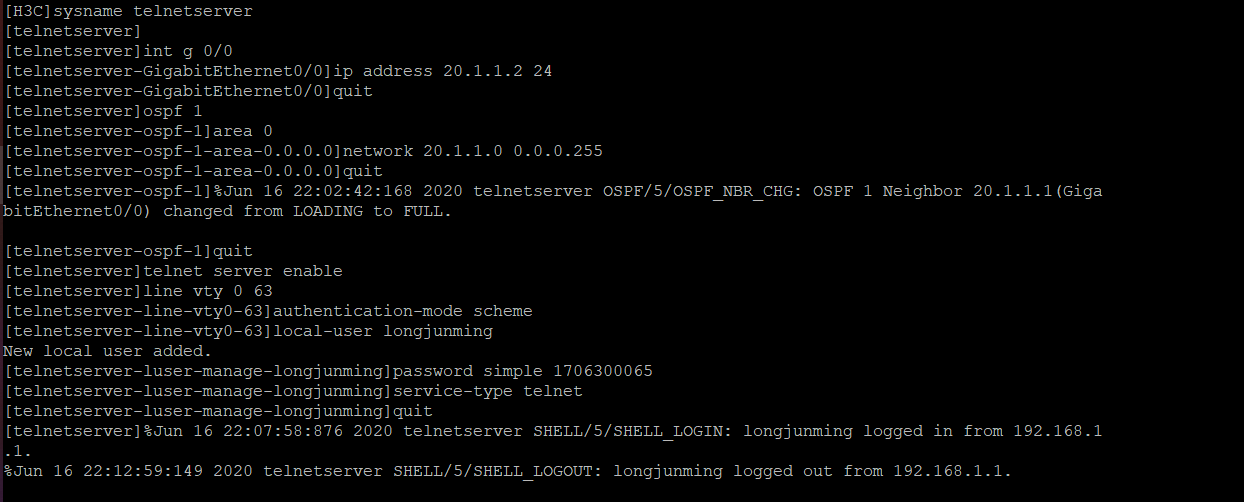 [H3C]sysname telnetserver
[telnetserver]
[telnetserver]int g 0/0
[telnetserver-GigabitEthernet0/0]ip address 20.1.1.2 24
[telnetserver-GigabitEthernet0/0]quit
[telnetserver]ospf 1
[telnetserver-ospf-1]area 0
[telnetserver-ospf-1-area-0.0.0.0]network 20.1.1.0 0.0.0.255
[telnetserver-ospf-1-area-0.0.0.0]quit
[telnetserver-ospf-1]%Jun 16 22:02:42:168 2020 telnetserver OSPF/5/OSPF_NBR_CHG: OSPF 1 Neighbor 20.1.1.1(Giga
bitEthernet0/0) changed from LOADING to FULL.
[telnetserver-ospf-1]quit
[telnetserver]telnet server enable
[telnetserver]line vty 0 63
[telnetserver-line-vty0-63]authentication-mode scheme
[telnetserver-line-vty0-63]local-user longjunming
New local user added.
[telnetserver-luser-manage-longjunming]password simple 1706300065
[telnetserver-luser-manage-longjunming]service-type telnet
[telnetserver-luser-manage-longjunming]quit
[telnetserver]%Jun 16 22:07:58:876 2020 telnetserver SHELL/5/SHELL_LOGIN: longjunming logged in from 192.168.1
.1.
%Jun 16 22:12:59:149 2020 telnetserver SHELL/5/SHELL_LOGOUT: longjunming logged out from 192.168.1.1.